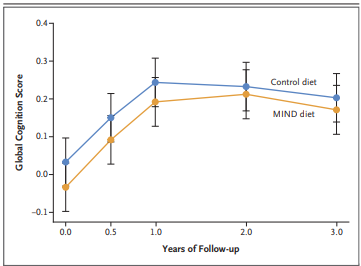 Global Cognition Score
0.4
0.3
0.2
0.1
0.0
-0.1
Control diet
MIND diet
0.0 0.5 1.0 2.0 3.0
Years of Follow-up